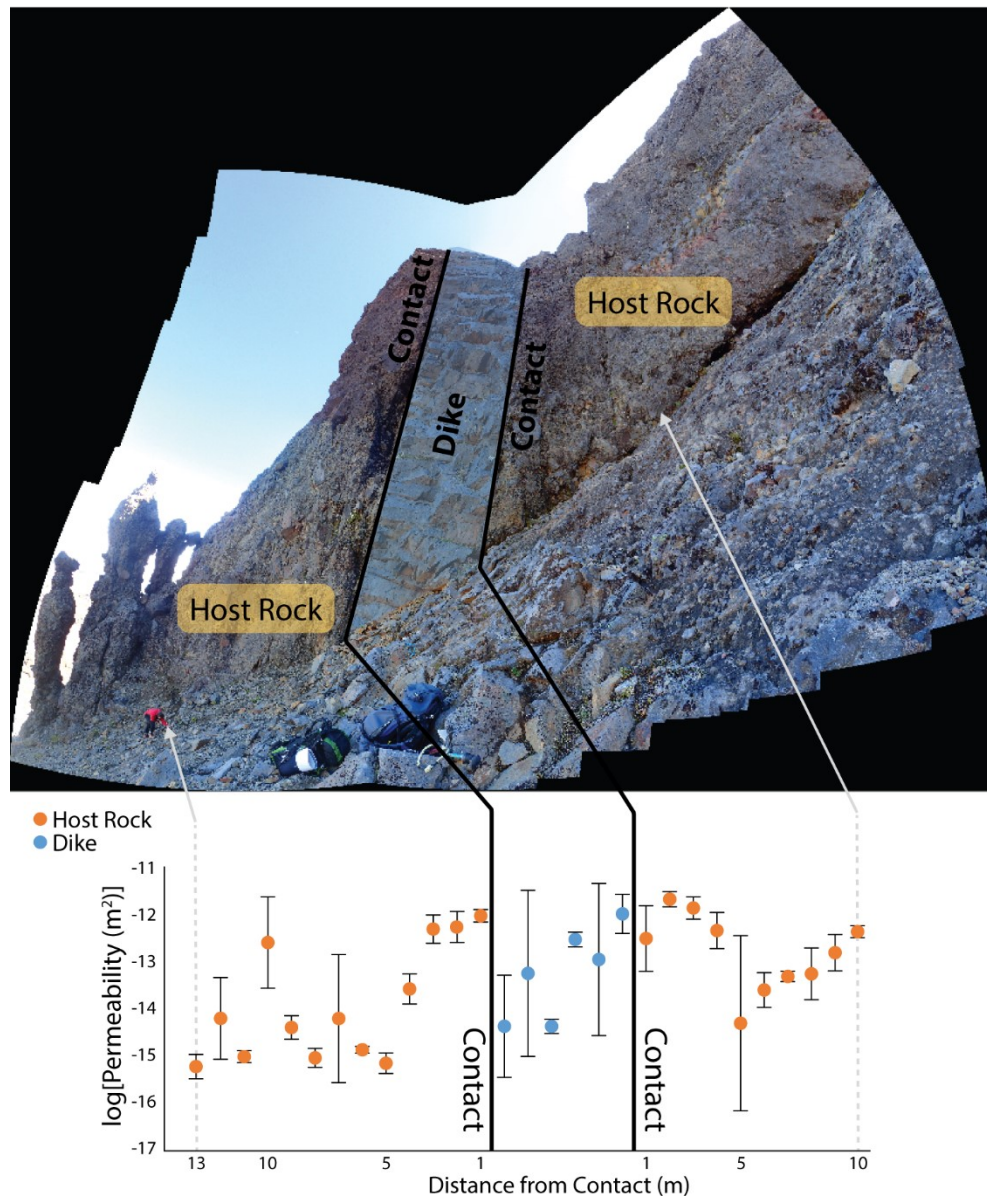 Contact
Dike
Contact
Host Rock
Host Rock
Host Rock
Dike
log[Permeability (m²)]
-11
-12
-13
-14
-15
-16
-17
Contact
Contact
13 10 5 1 1 5 10
Distance from Contact (m)